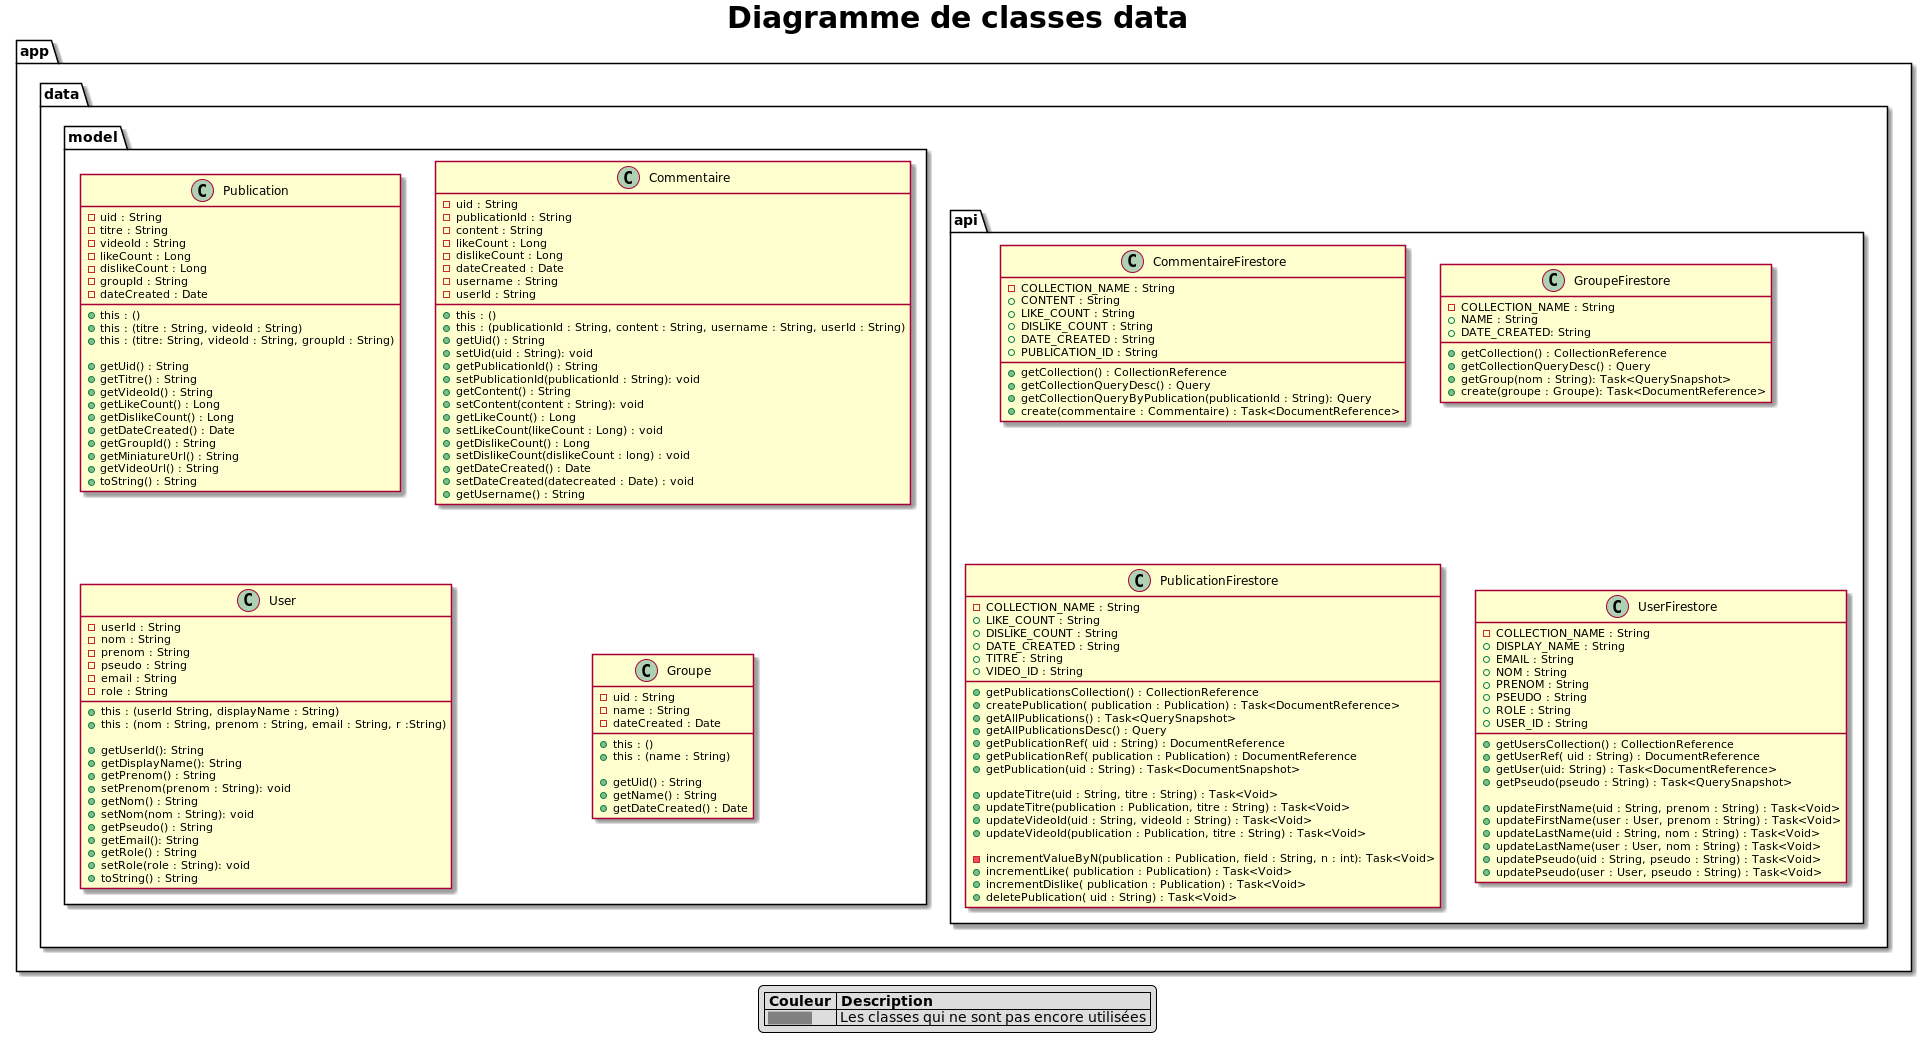 Diagramme de classes data
app
data
model
Publication
uid : String
titre : String
videoId : String
likeCount : Long
dislikeCount : Long
groupId : String
dateCreated : Date
this : ()
this : (titre : String, videoId : String)
this : (titre: String, videoId : String, groupId : String)
getUid() : String
getTitre() : String
getVideoId() : String
getLikeCount() : Long
getDislikeCount() : Long
getDateCreated() : Date
getGroupId() : String
getMiniatureUrl() : String
getVideoUrl() : String
toString() : String
Commentaire
uid : String
publicationId : String
content : String
likeCount : Long
dislikeCount : Long
dateCreated : Date
username : String
userId : String
this : ()
this : (publicationId : String, content : String, username : String, userId : String)
getUid() : String
setUid(uid : String): void
getPublicationId() : String
setPublicationId(publicationId : String): void
getContent() : String
setContent(content : String): void
getLikeCount() : Long
setLikeCount(likeCount : Long) : void
getDislikeCount() : Long
setDislikeCount(dislikeCount : long) : void
getDateCreated() : Date
setDateCreated(datecreated : Date) : void
getUsername() : String
User
userId : String
nom : String
prenom : String
pseudo : String
email : String
role : String
this : (userId String, displayName : String)
this : (nom : String, prenom : String, email : String, r :String)
getUserId(): String
getDisplayName(): String
getPrenom() : String
setPrenom(prenom : String): void
getNom() : String
setNom(nom : String): void
getPseudo() : String
getEmail(): String
getRole() : String
setRole(role : String): void
toString() : String
Groupe
uid : String
name : String
dateCreated : Date
this : ()
this : (name : String)
getUid() : String
getName() : String
getDateCreated() : Date
api
CommentaireFirestore
COLLECTION_NAME : String
CONTENT : String
LIKE_COUNT : String
DISLIKE_COUNT : String
DATE_CREATED : String
PUBLICATION_ID : String
getCollection() : CollectionReference
getCollectionQueryDesc() : Query
getCollectionQueryByPublication(publicationId : String): Query
create(commentaire : Commentaire) : Task<DocumentReference>
GroupeFirestore
COLLECTION_NAME : String
NAME : String
DATE_CREATED: String
getCollection() : CollectionReference
getCollectionQueryDesc() : Query
getGroup(nom : String): Task<QuerySnapshot>
create(groupe : Groupe): Task<DocumentReference>
PublicationFirestore
COLLECTION_NAME : String
LIKE_COUNT : String
DISLIKE_COUNT : String
DATE_CREATED : String
TITRE : String
VIDEO_ID : String
getPublicationsCollection() : CollectionReference
createPublication( publication : Publication) : Task<DocumentReference>
getAllPublications() : Task<QuerySnapshot>
getAllPublicationsDesc() : Query
getPublicationRef( uid : String) : DocumentReference
getPublicationRef( publication : Publication) : DocumentReference
getPublication(uid : String) : Task<DocumentSnapshot>
updateTitre(uid : String, titre : String) : Task<Void>
updateTitre(publication : Publication, titre : String) : Task<Void>
updateVideoId(uid : String, videoId : String) : Task<Void>
updateVideoId(publication : Publication, titre : String) : Task<Void>
incrementValueByN(publication : Publication, field : String, n : int): Task<Void>
incrementLike( publication : Publication) : Task<Void>
incrementDislike( publication : Publication) : Task<Void>
deletePublication( uid : String) : Task<Void>
UserFirestore
COLLECTION_NAME : String
DISPLAY_NAME : String
EMAIL : String
NOM : String
PRENOM : String
PSEUDO : String
ROLE : String
USER_ID : String
getUsersCollection() : CollectionReference
getUserRef( uid : String) : DocumentReference
getUser(uid: String) : Task<DocumentReference>
getPseudo(pseudo : String) : Task<QuerySnapshot>
updateFirstName(uid : String, prenom : String) : Task<Void>
updateFirstName(user : User, prenom : String) : Task<Void>
updateLastName(uid : String, nom : String) : Task<Void>
updateLastName(user : User, nom : String) : Task<Void>
updatePseudo(uid : String, pseudo : String) : Task<Void>
updatePseudo(user : User, pseudo : String) : Task<Void>
Couleur Description
Les classes qui ne sont pas encore utilisées